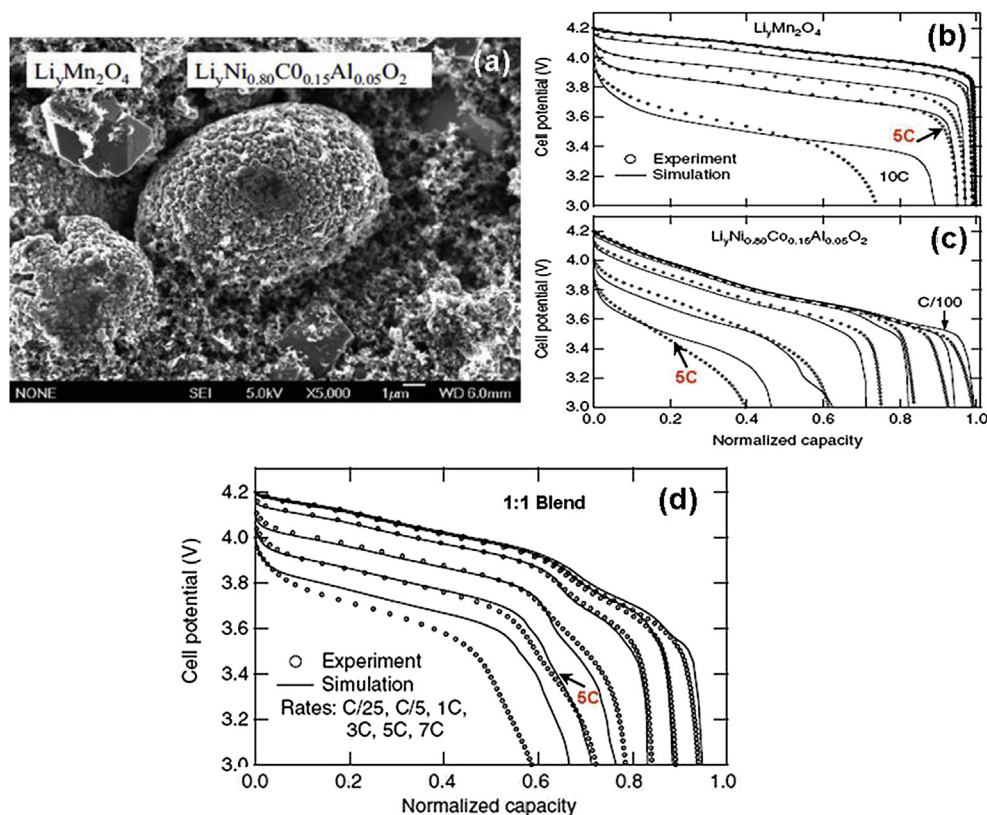 LiyMn2O4
LiyNi0.80C00.15Al0.05O2
(a)
NONE SEI 5.0kV X5,000 1μm WD 6.0mm
LiyMn2O4
(b)
4.2
4.0
3.8
3.6
3.4
3.2
3.0
Cell potential (V)
5C
Experiment
Simulation
10C
LiyNi0.80Co0.15Al0.05O2
(c)
4.2
4.0
3.8
3.6
3.4
3.2
3.0
Cell potential (V)
C/100
5C
0.0 0.2 0.4 0.6 0.8 1.0
Normalized capacity
1:1 Blend
(d)
4.2
4.0
3.8
3.6
3.4
3.2
3.0
Cell potential (V)
Experiment
Simulation
Rates: C/25, C/5, 1C,
3C, 5C, 7C
5C
0.0 0.2 0.4 0.6 0.8 1.0
Normalized capacity